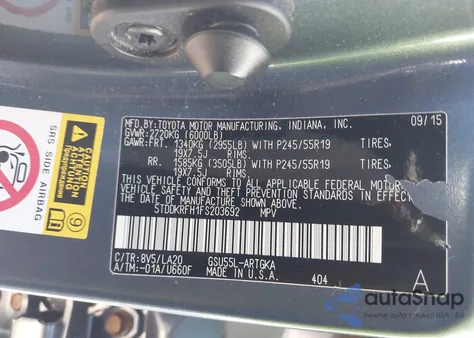 MFD. BY: TOYOTA MOTOR MANUFACTURING, INDIANA, INC. 09/15
GVWR: 2720KG (6000LB)
GAWR: FRT. 1340KG (2955LB) WITH P245/55R19 TIRES,
19X7.5J RIMS.
RR. 1585KG (3505LB) WITH P245/55R19 TIRES,
19X7.5J RIMS.
THIS VEHICLE CONFORMS TO ALL APPLICABLE FEDERAL MOTOR
VEHICLE SAFETY AND THEFT PREVENTION STANDARDS IN EFFECT
ON THE DATE OF MANUFACTURE SHOWN ABOVE.
5TDDKRFH1FS203692 MPV
C/TR: 8V5/LA20 GSU55L-ARTGKA
A/TM: -01A/U660F MADE IN U.S.A. 404 A
SRS SIDE AIRBAG
ACHTUNG
autoSnap